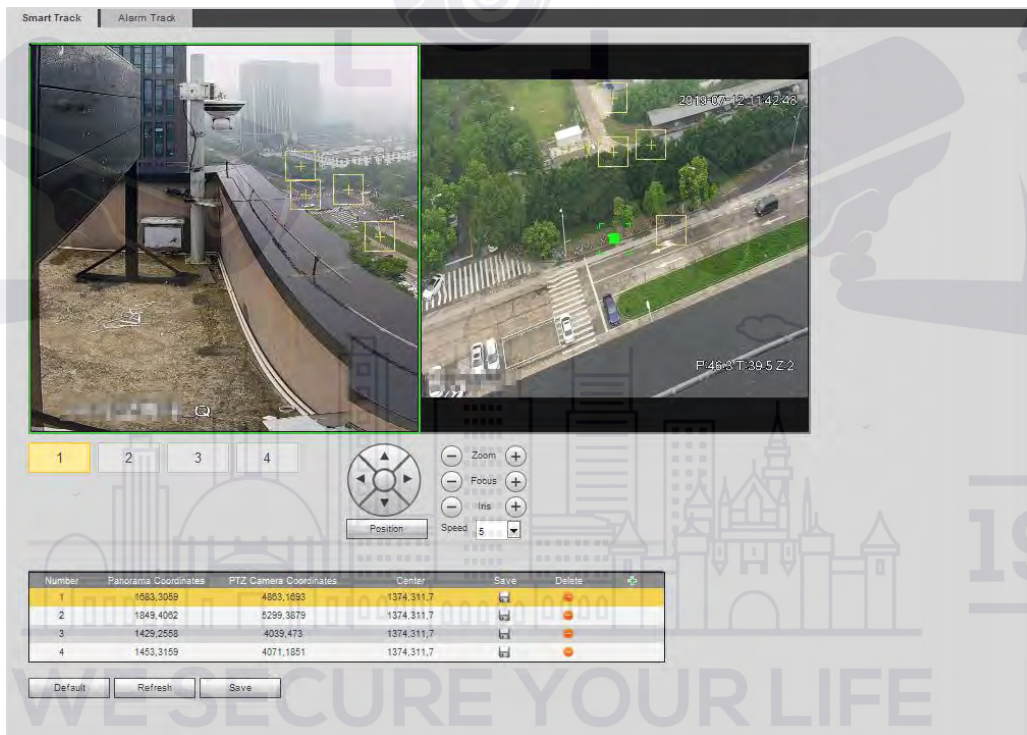 Smart Track Alarm Track
2019-07-12 11:42:43
P:46.3 T:39.5 Z:2
1 2 3 4
Zoom
Focus
Iris
Position Speed 5
Number Panorama Coordinates PTZ Camera Coordinates Center Save Delete
1 1683,3059 4863,1693 1374,311,7
2 1849,4062 5299,3879 1374,311,7
3 1429,2558 4039,473 1374,311,7
4 1453,3159 4071,1851 1374,311,7
Default Refresh Save
WE SECURE YOUR LIFE